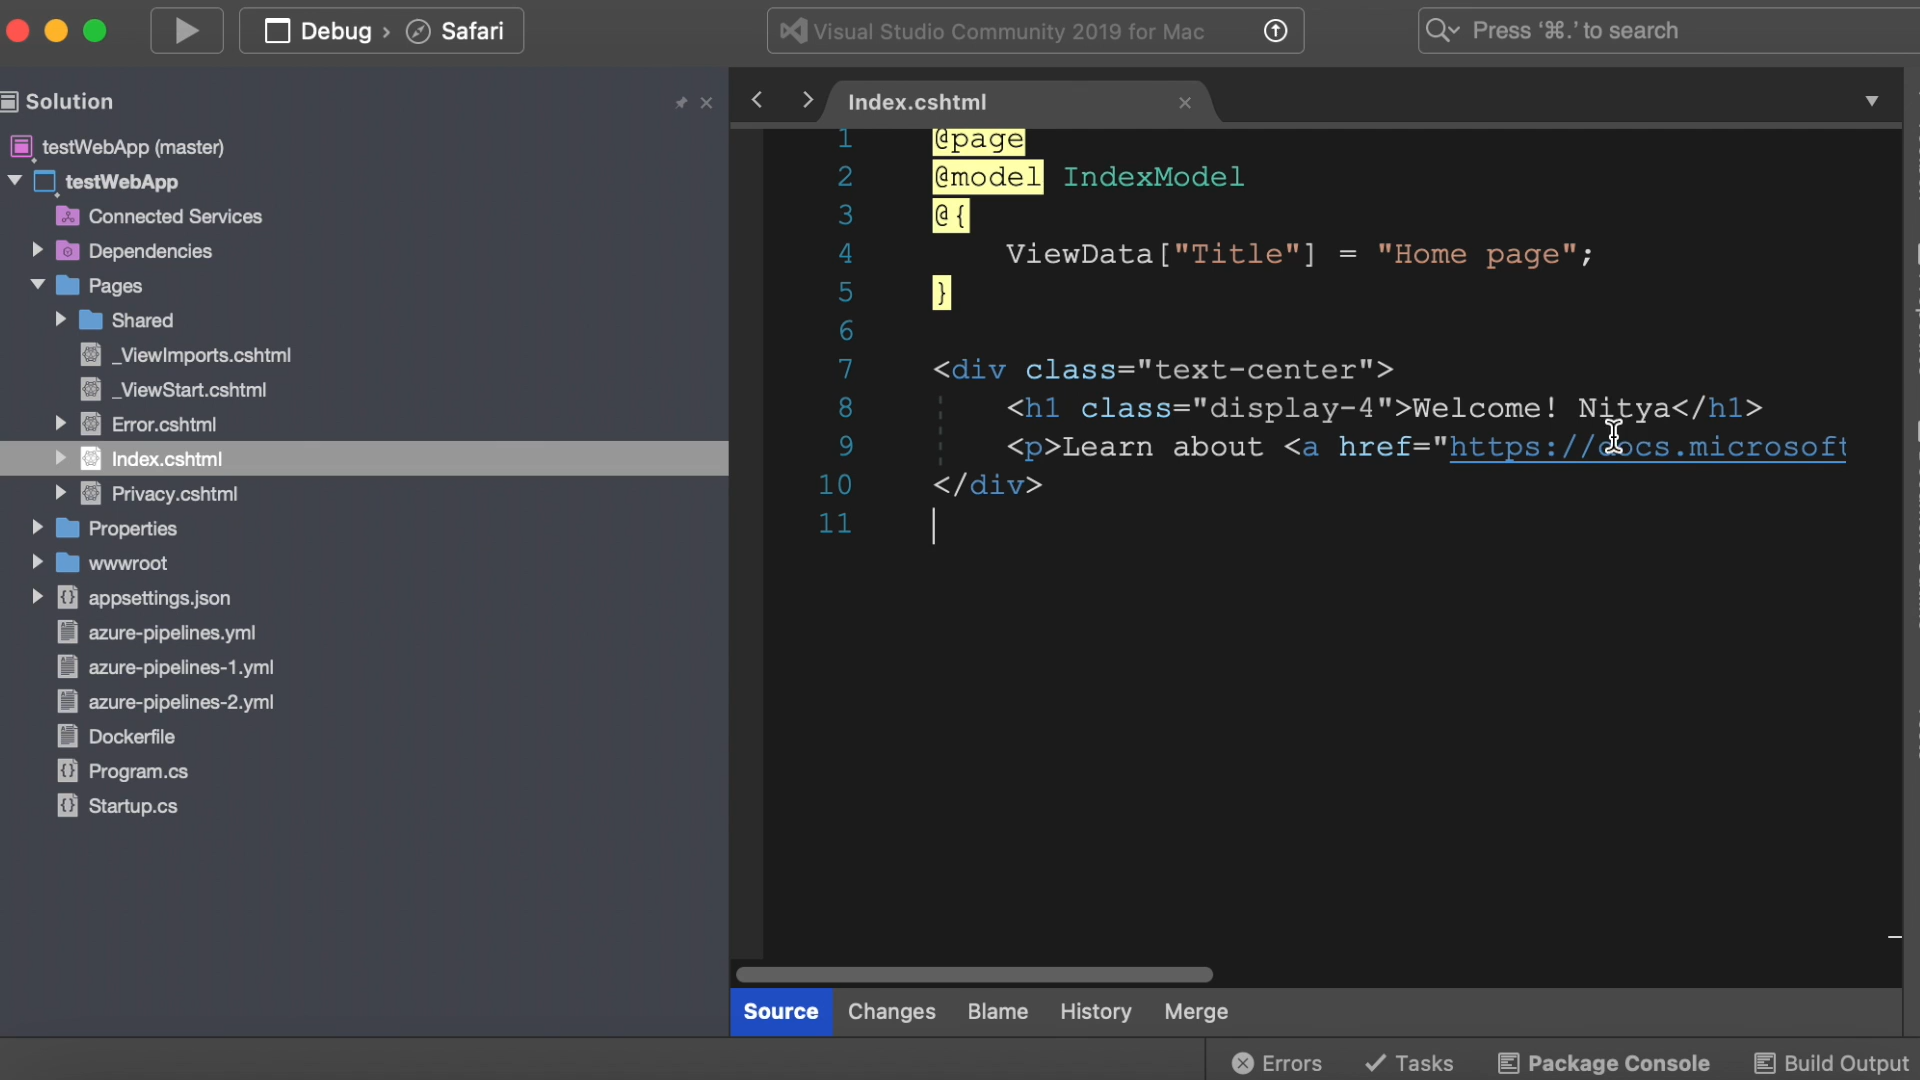 Debug › Safari
Visual Studio Community 2019 for Mac
Press ‘⌘.’ to search
Solution
testWebApp (master)
testWebApp
Connected Services
Dependencies
Pages
Shared
_ViewImports.cshtml
_ViewStart.cshtml
Error.cshtml
Index.cshtml
Privacy.cshtml
Properties
wwwroot
appsettings.json
azure-pipelines.yml
azure-pipelines-1.yml
azure-pipelines-2.yml
Dockerfile
Program.cs
Startup.cs
Index.cshtml
1 @page
2 @model IndexModel
3 @{
4 ViewData["Title"] = "Home page";
5 }
6
7 <div class="text-center">
8 <h1 class="display-4">Welcome! Nitya</h1>
9 <p>Learn about <a href="https://docs.microsoft
10 </div>
11
Source Changes Blame History Merge
Errors Tasks Package Console Build Output